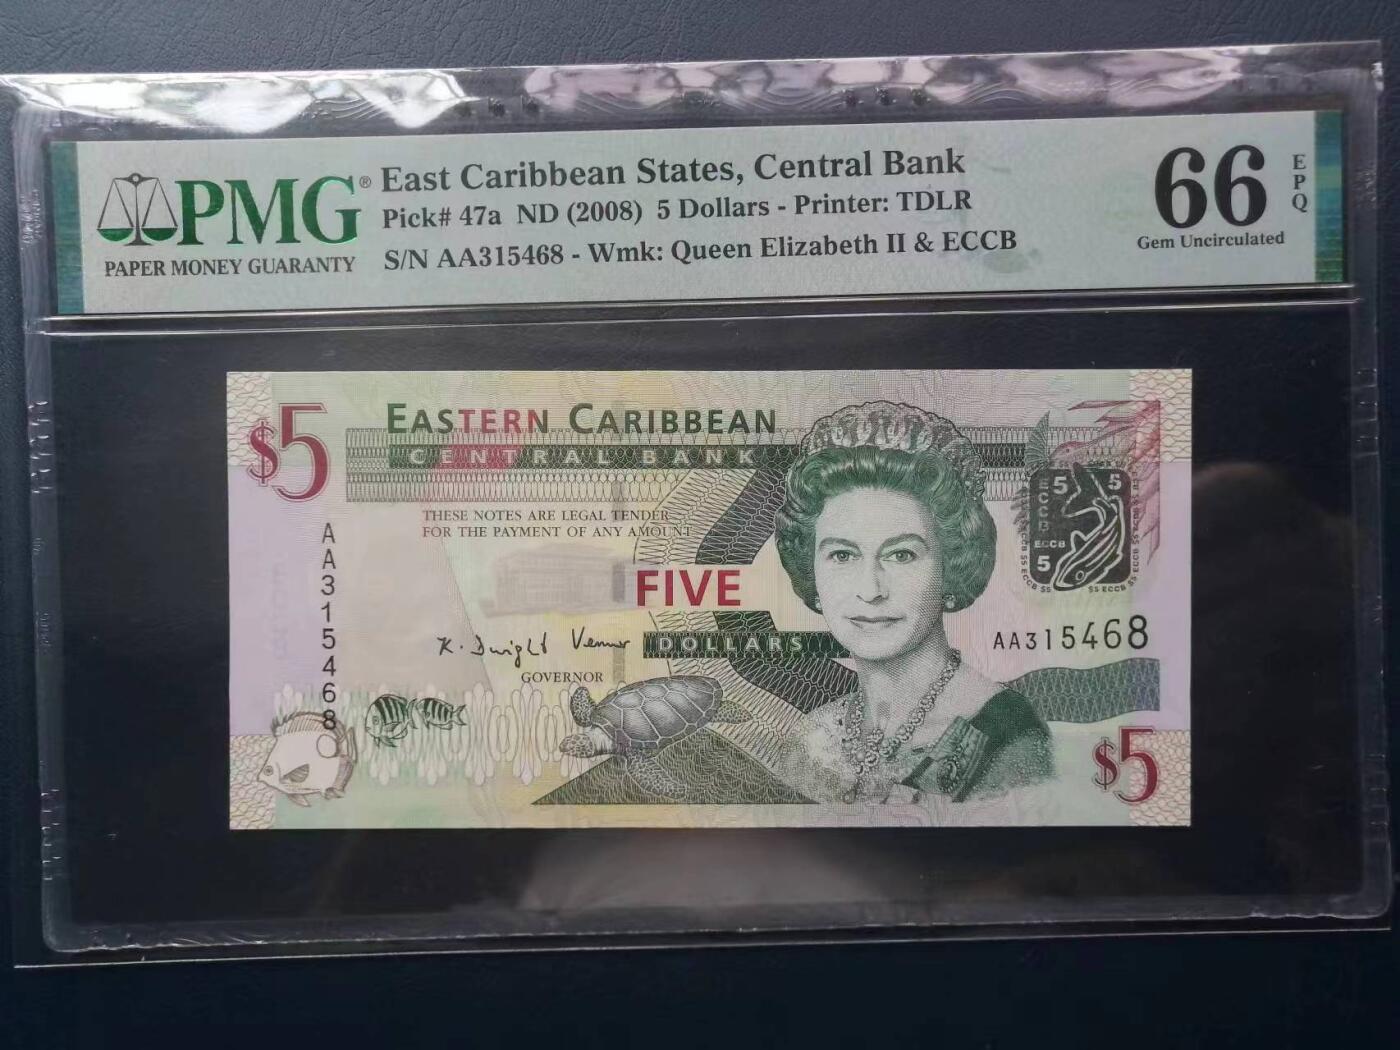 PMG®
PAPER MONEY GUARANTY
East Caribbean States, Central Bank
Pick# 47a ND (2008) 5 Dollars - Printer: TDLR
S/N AA315468 - Wmk: Queen Elizabeth II & ECCB
66
EPQ
Gem Uncirculated
$5
EASTERN CARIBBEAN
CENTRAL BANK
THESE NOTES ARE LEGAL TENDER
FOR THE PAYMENT OF ANY AMOUNT
FIVE
DOLLARS
K. Dwight Venner
GOVERNOR
AA315468
ECCB
5
5
ECCB
5
AA315468
$5